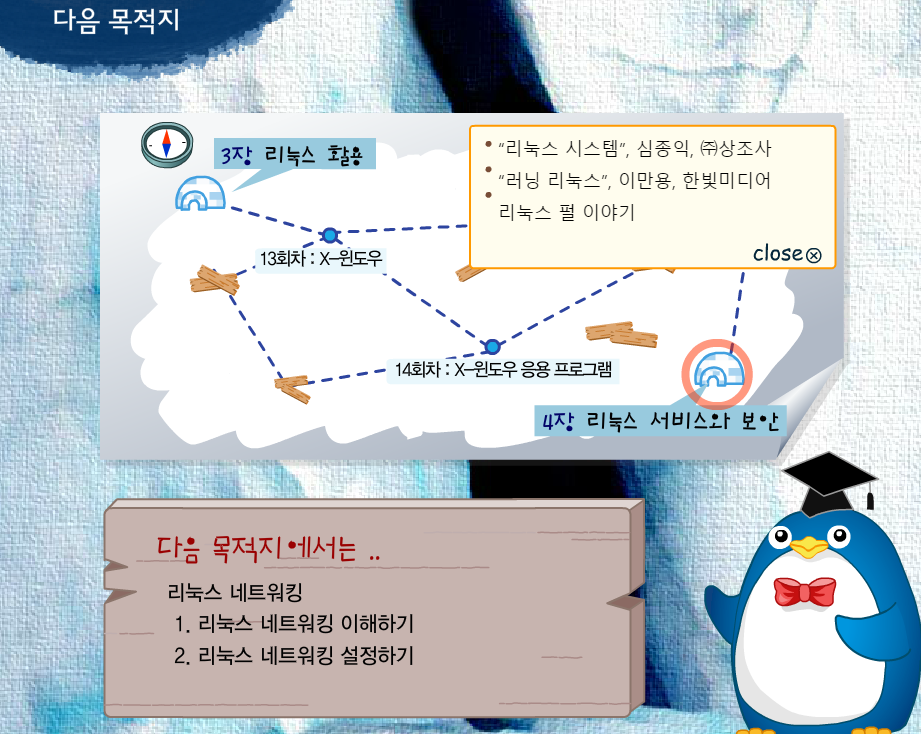 다음 목적지
3장 리눅스 활용
• "리눅스 시스템", 심종익, ㈜상조사
• "러닝 리눅스", 이만용, 한빛미디어
• 리눅스 펄 이야기
close⊗
13회차 : X-윈도우
14회차 : X-윈도우 응용 프로그램
4장 리눅스 서비스와 보안
다음 목적지에서는 ..
리눅스 네트워킹
1. 리눅스 네트워킹 이해하기
2. 리눅스 네트워킹 설정하기